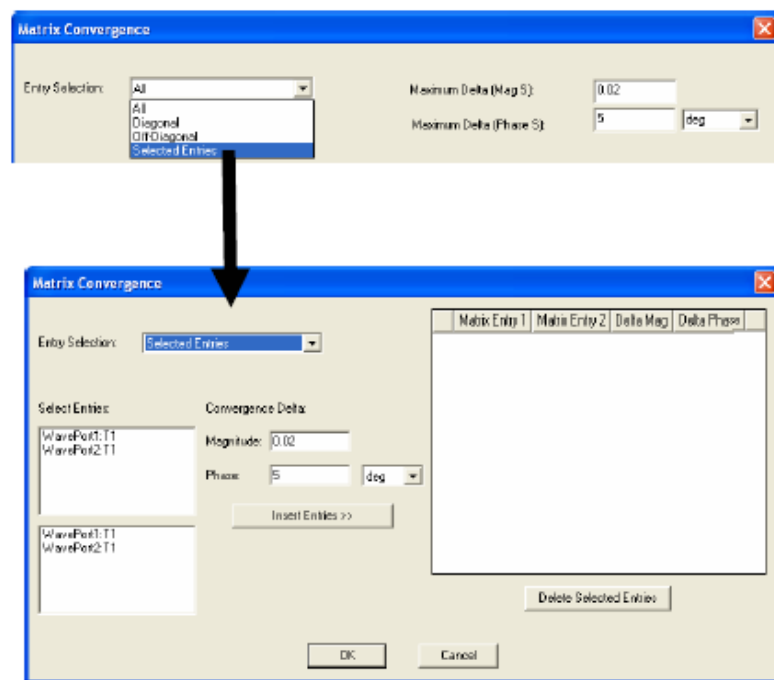 Matrix Convergence
Entry Selection:
All
All
Diagonal
Off-Diagonal
Selected Entries
Maximum Delta (Mag S):
0.02
Maximum Delta (Phase S):
5
deg
Matrix Convergence
Entry Selection:
Selected Entries
Select Entries:
WavePort1:T1
WavePort2:T1
WavePort1:T1
WavePort2:T1
Convergence Delta:
Magnitude:
0.02
Phase:
5
deg
Insert Entries >>
Matrix Entry 1
Matrix Entry 2
Delta Mag
Delta Phase
Delete Selected Entries
OK
Cancel